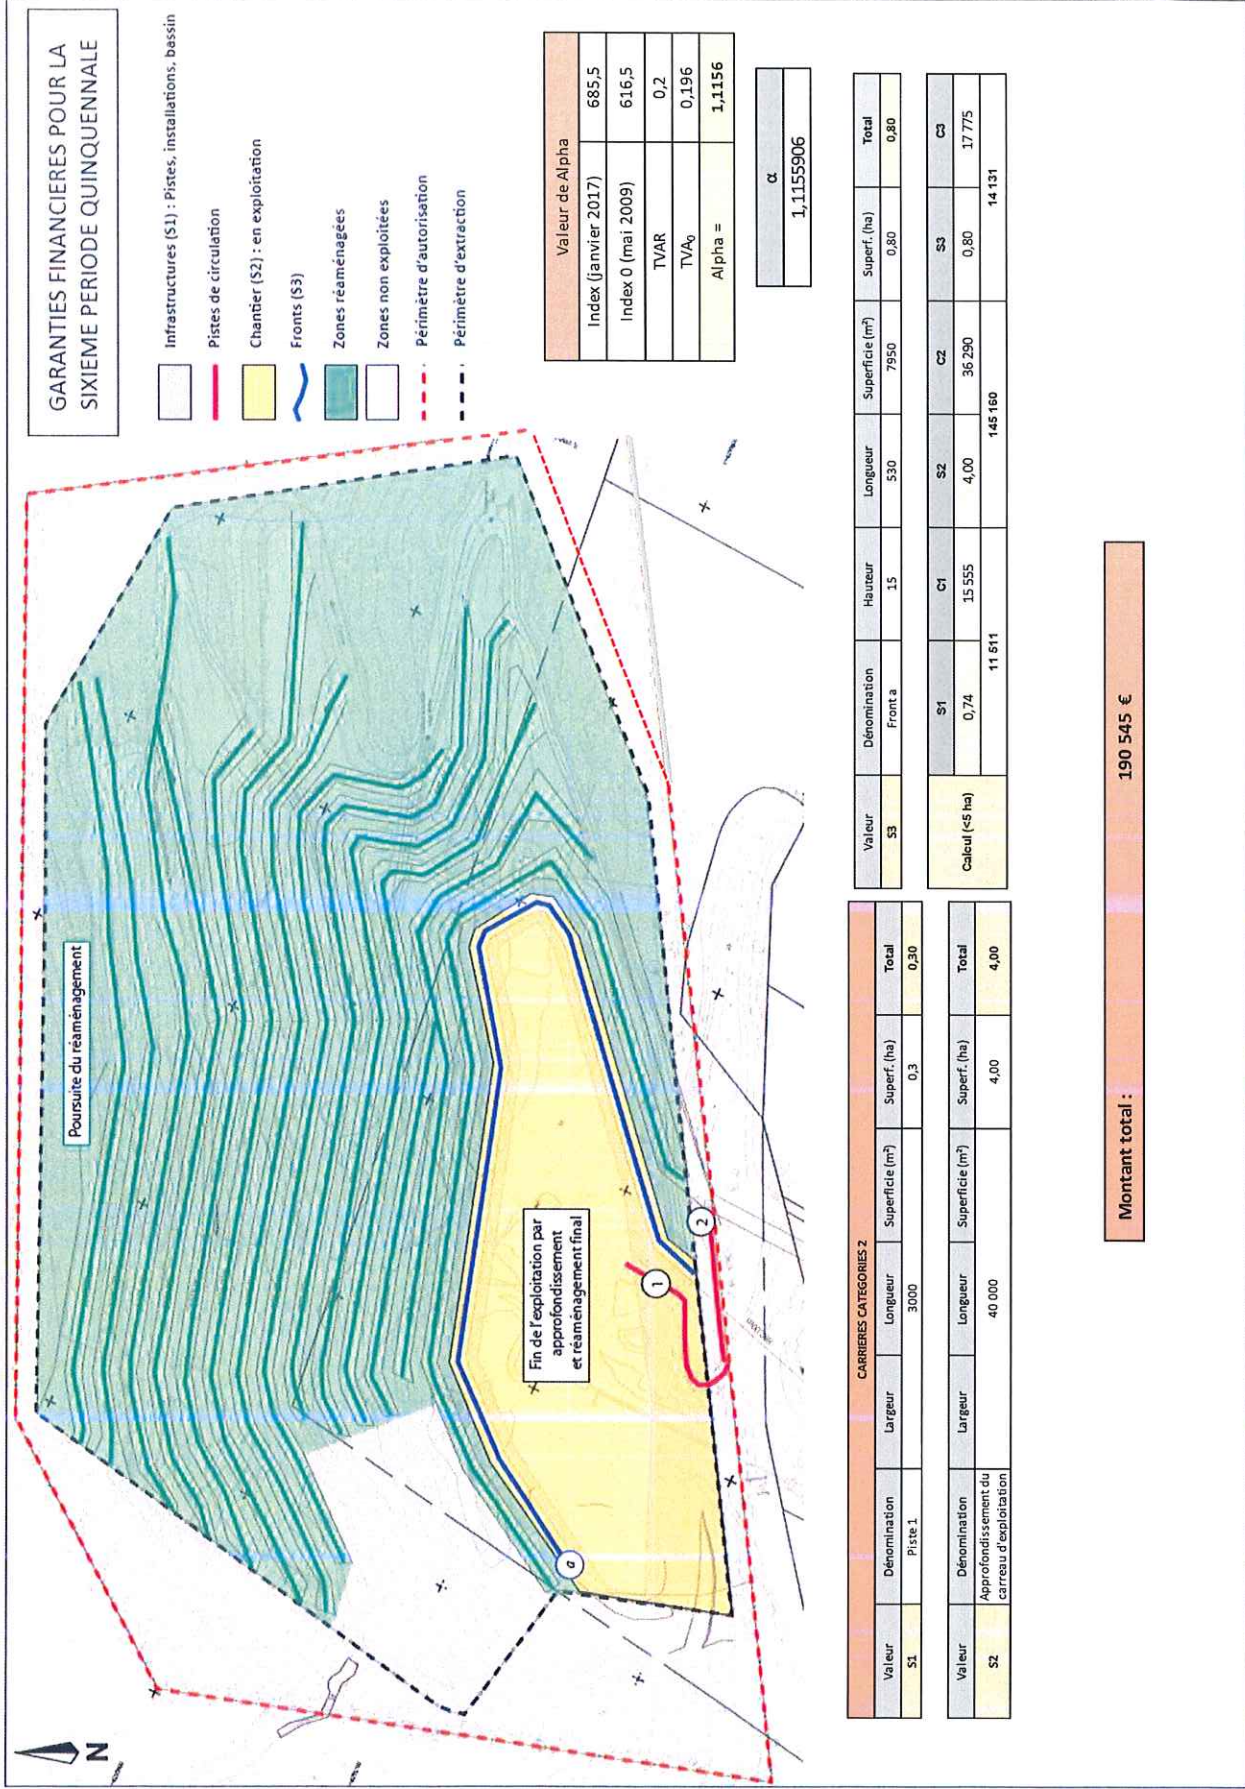 GARANTIES FINANCIERES POUR LA
SIXIEME PERIODE QUINQUENNALE
Infrastructures (S1) : Pistes, installations, bassin
Pistes de circulation
Chantier (S2) : en exploitation
Fronts (S3)
Zones réaménagées
Zones non exploitées
Périmètre d'autorisation
Périmètre d'extraction
N
Poursuite du réaménagement
Fin de l'exploitation par
approfondissement
et réaménagement final
a
1
2
Valeur de Alpha
Index (janvier 2017) 685,5
Index 0 (mai 2009) 616,5
TVAR 0,2
TVA0 0,196
Alpha = 1,1156
α
1,1155906
CARRIERES CATEGORIES 2
Valeur Dénomination Largeur Longueur Superficie (m²) Superf. (ha) Total
S1 Piste 1 3000 0,3 0,30
Valeur Dénomination Largeur Longueur Superficie (m²) Superf. (ha) Total
S2 Approfondissement du
carreau d'exploitation 40 000 4,00 4,00
Valeur Dénomination Hauteur Longueur Superficie (m²) Superf. (ha) Total
S3 Front a 15 530 7950 0,80 0,80
Calcul (<5 ha) S1 C1 S2 C2 S3 C3
0,74 15 555 4,00 36 290 0,80 17 775
11 511 145 160 14 131
Montant total : 190 545 €